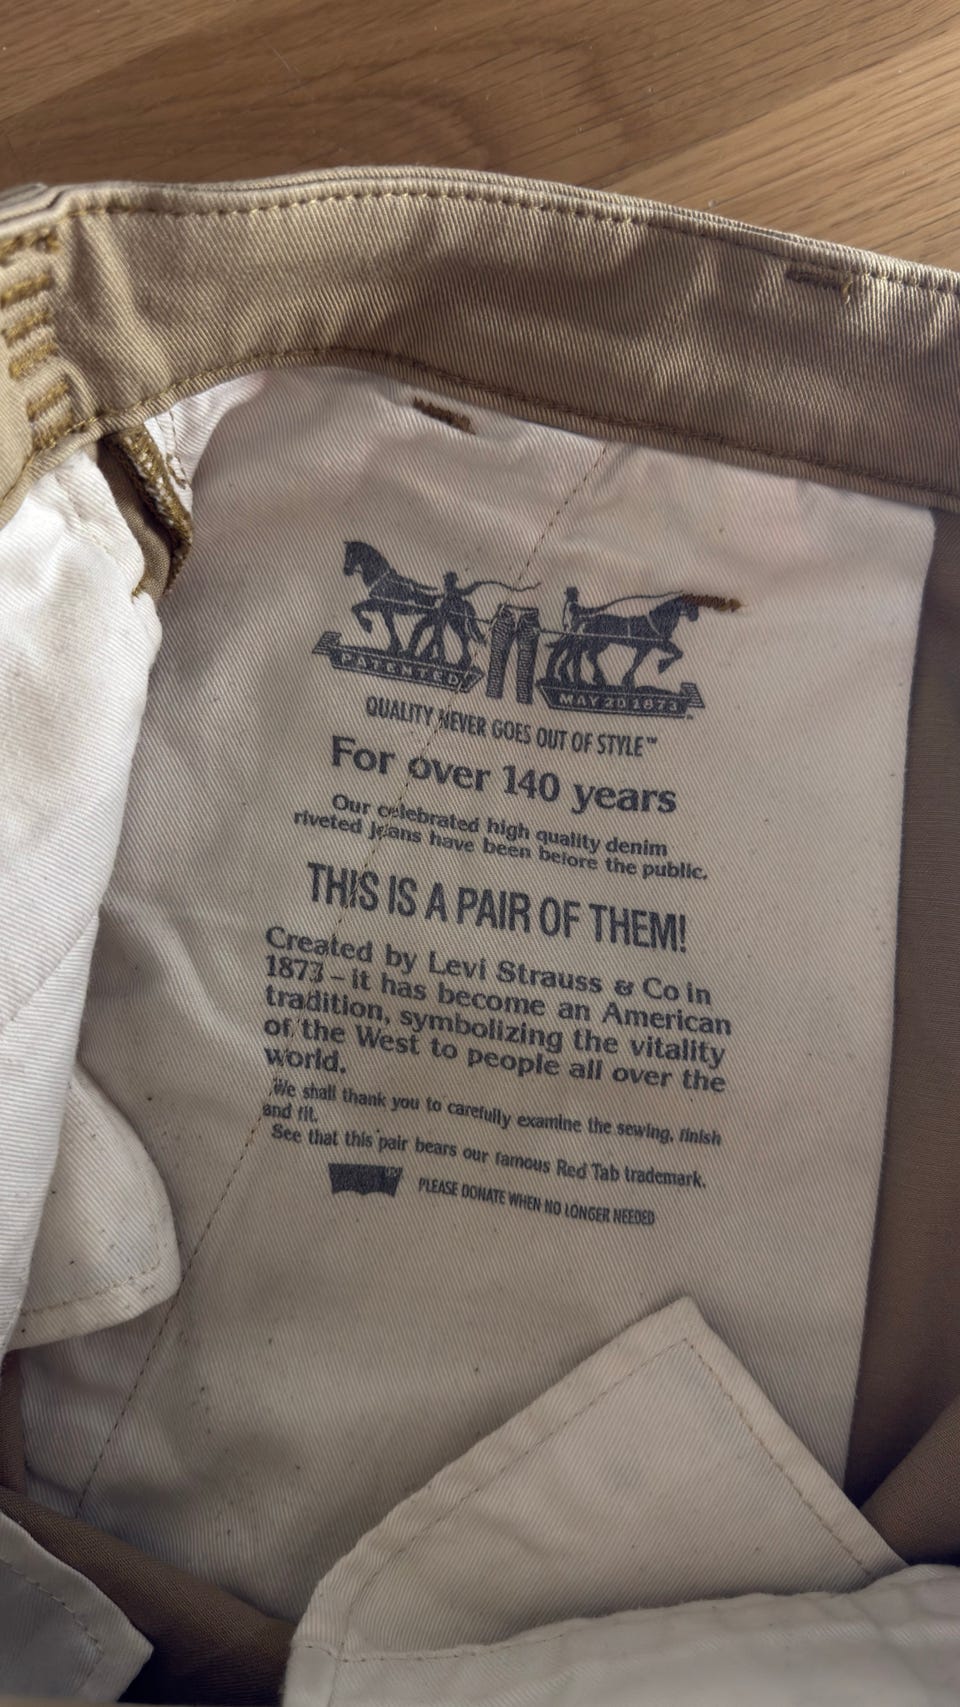 PATENTED
MAY 20 1873
QUALITY NEVER GOES OUT OF STYLE™
For over 140 years
Our celebrated high quality denim
riveted jeans have been before the public.
THIS IS A PAIR OF THEM!
Created by Levi Strauss & Co in
1873 – it has become an American
tradition, symbolizing the vitality
of the West to people all over the
world.
We shall thank you to carefully examine the sewing, finish
and fit.
See that this pair bears our famous Red Tab trademark.
PLEASE DONATE WHEN NO LONGER NEEDED